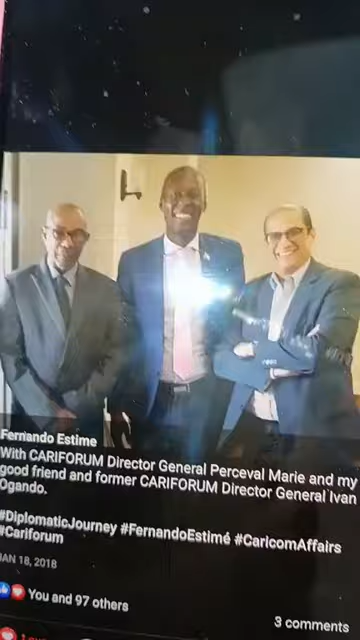 Fernando Estime
With CARIFORUM Director General Perceval Marie and my
good friend and former CARIFORUM Director General Ivan
Ogando.
#DiplomaticJourney #FernandoEstimé #CaricomAffairs
#Cariforum
JAN 18, 2018
You and 97 others
3 comments